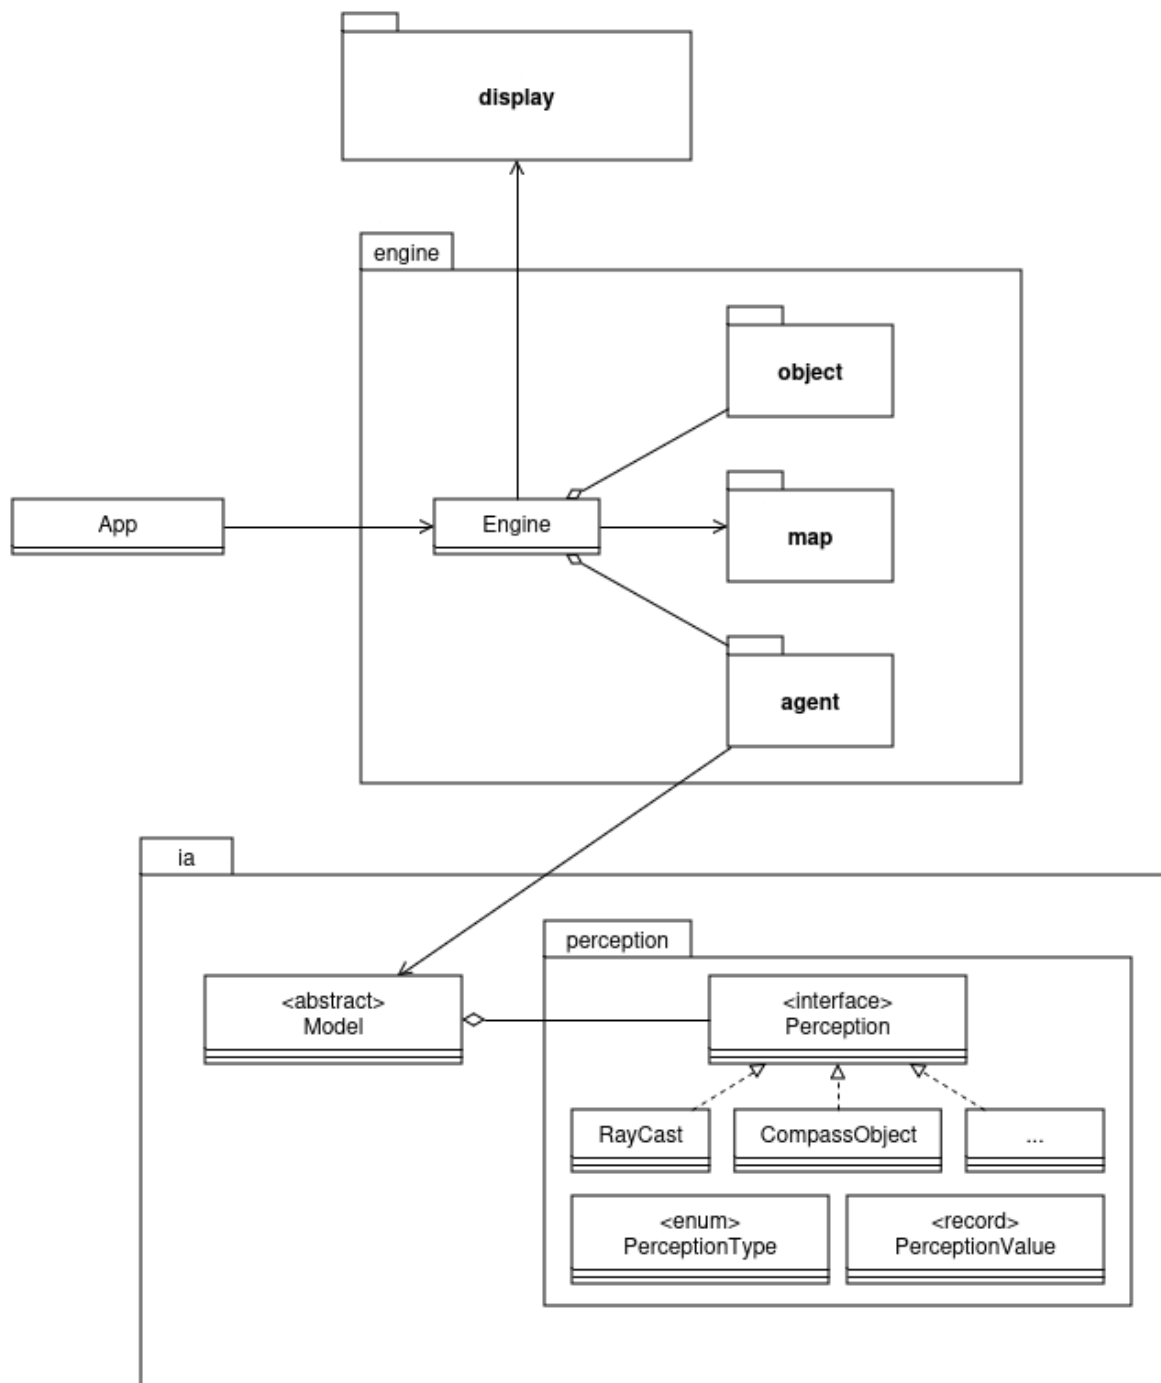 display
engine
object
App
Engine
map
agent
ia
perception
<abstract>
Model
<interface>
Perception
RayCast
CompassObject
...
<enum>
PerceptionType
<record>
PerceptionValue